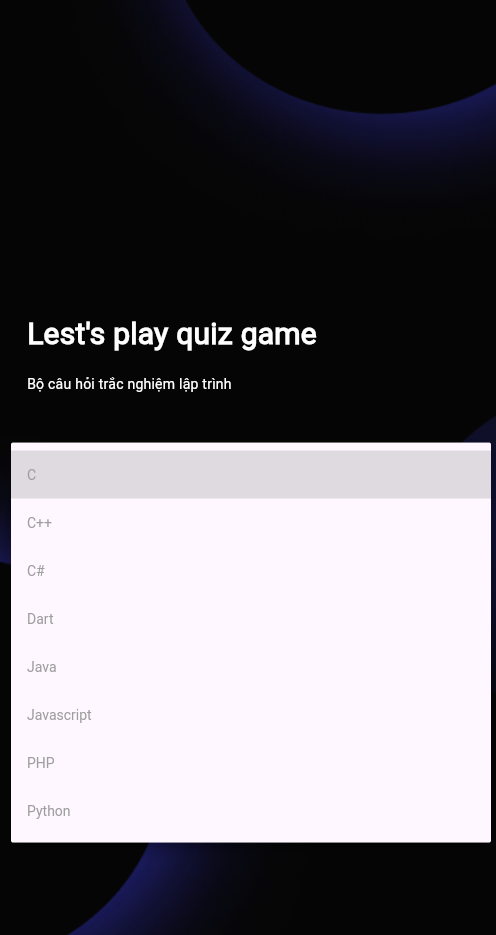 Lest's play quiz game
Bộ câu hỏi trắc nghiệm lập trình
C
C++
C#
Dart
Java
Javascript
PHP
Python